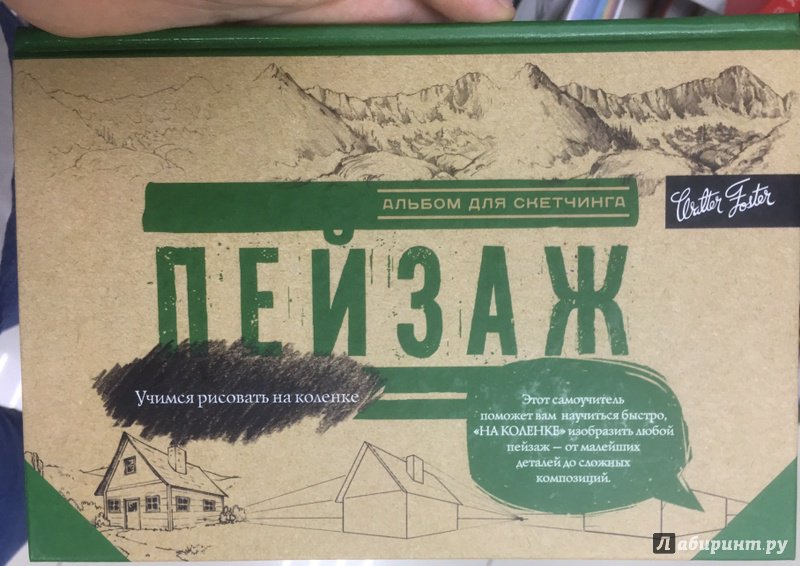 АЛЬБОМ ДЛЯ СКЕТЧИНГА
Walter Foster
ПЕЙЗАЖ
Учимся рисовать на коленке
Этот самоучитель
поможет вам научиться быстро,
«НА КОЛЕНКЕ» изобразить любой
пейзаж – от малейших
деталей до сложных
композиций.
Лабиринт.ру